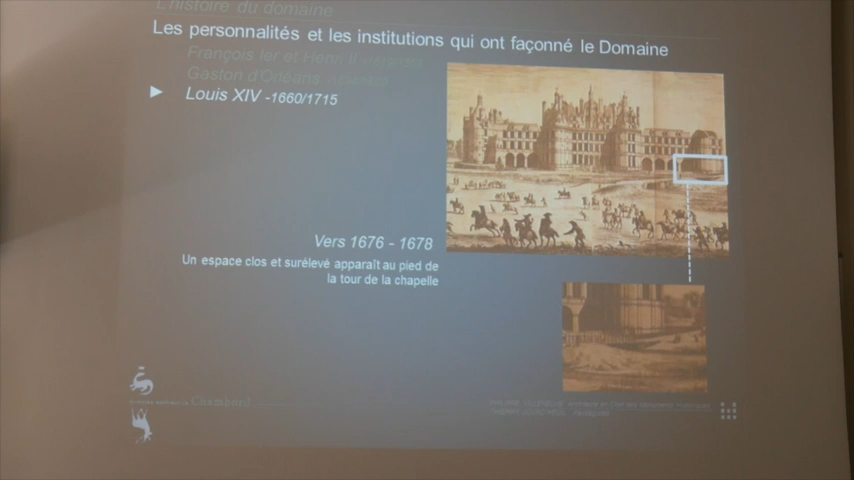 L'histoire du domaine
Les personnalités et les institutions qui ont façonné le Domaine
François Ier et Henri II
Gaston d'Orléans
Louis XIV -1660/1715
Vers 1676 - 1678
Un espace clos et surélevé apparaît au pied de
la tour de la chapelle
Chambord